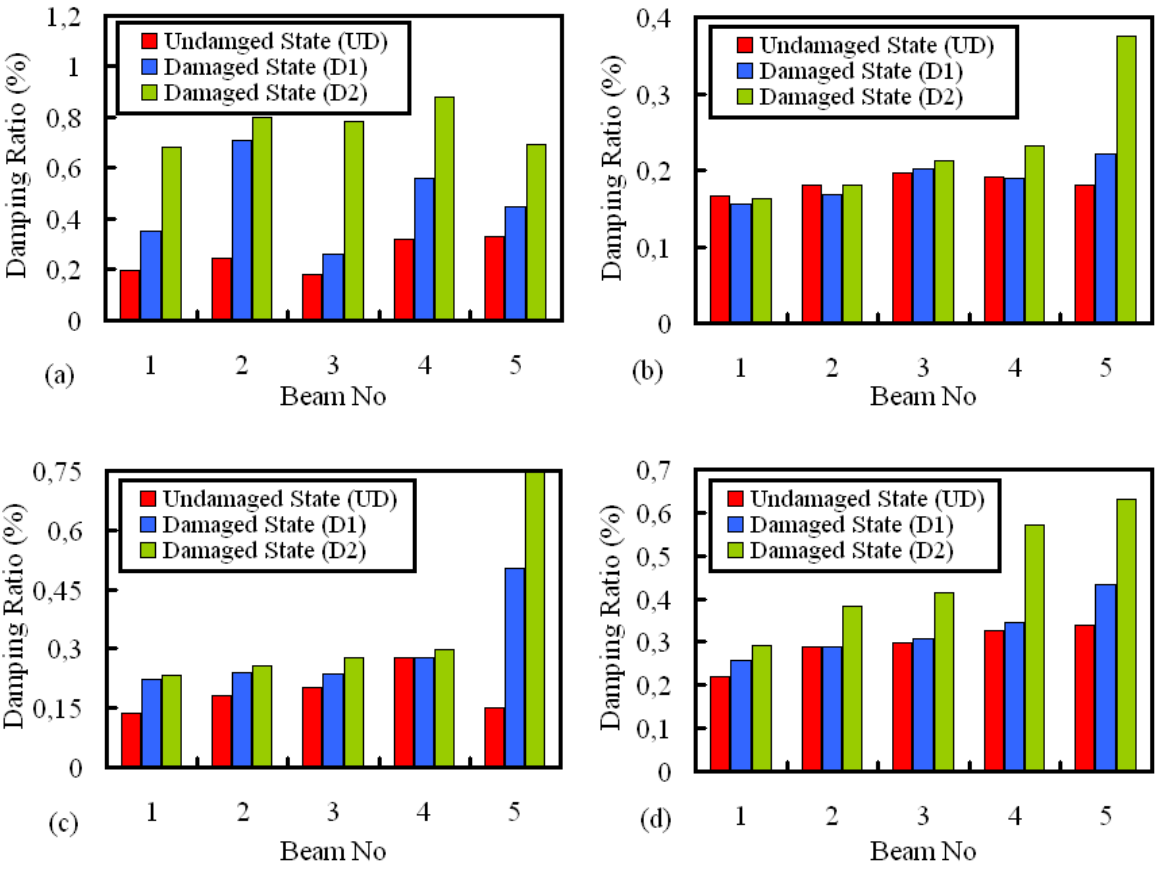 1,2
1
0,8
0,6
0,4
0,2
0
Damping Ratio (%)
Undamged State (UD)
Damaged State (D1)
Damaged State (D2)
1 2 3 4 5
(a)
Beam No
0,4
0,3
0,2
0,1
0
Damping Ratio (%)
Undamaged State (UD)
Damaged State (D1)
Damaged State (D2)
1 2 3 4 5
(b)
Beam No
0,75
0,6
0,45
0,3
0,15
0
Damping Ratio (%)
Undamaged State (UD)
Damaged State (D1)
Damaged State (D2)
1 2 3 4 5
(c)
Beam No
0,7
0,6
0,5
0,4
0,3
0,2
0,1
0
Damping Ratio (%)
Undamaged State (UD)
Damaged State (D1)
Damaged State (D2)
1 2 3 4 5
(d)
Beam No